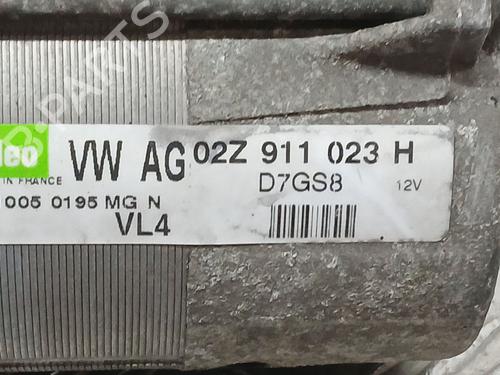 leo VW AG 02Z 911 023 H
IN FRANCE D7GS8 12V
005 0195 MG N
VL4